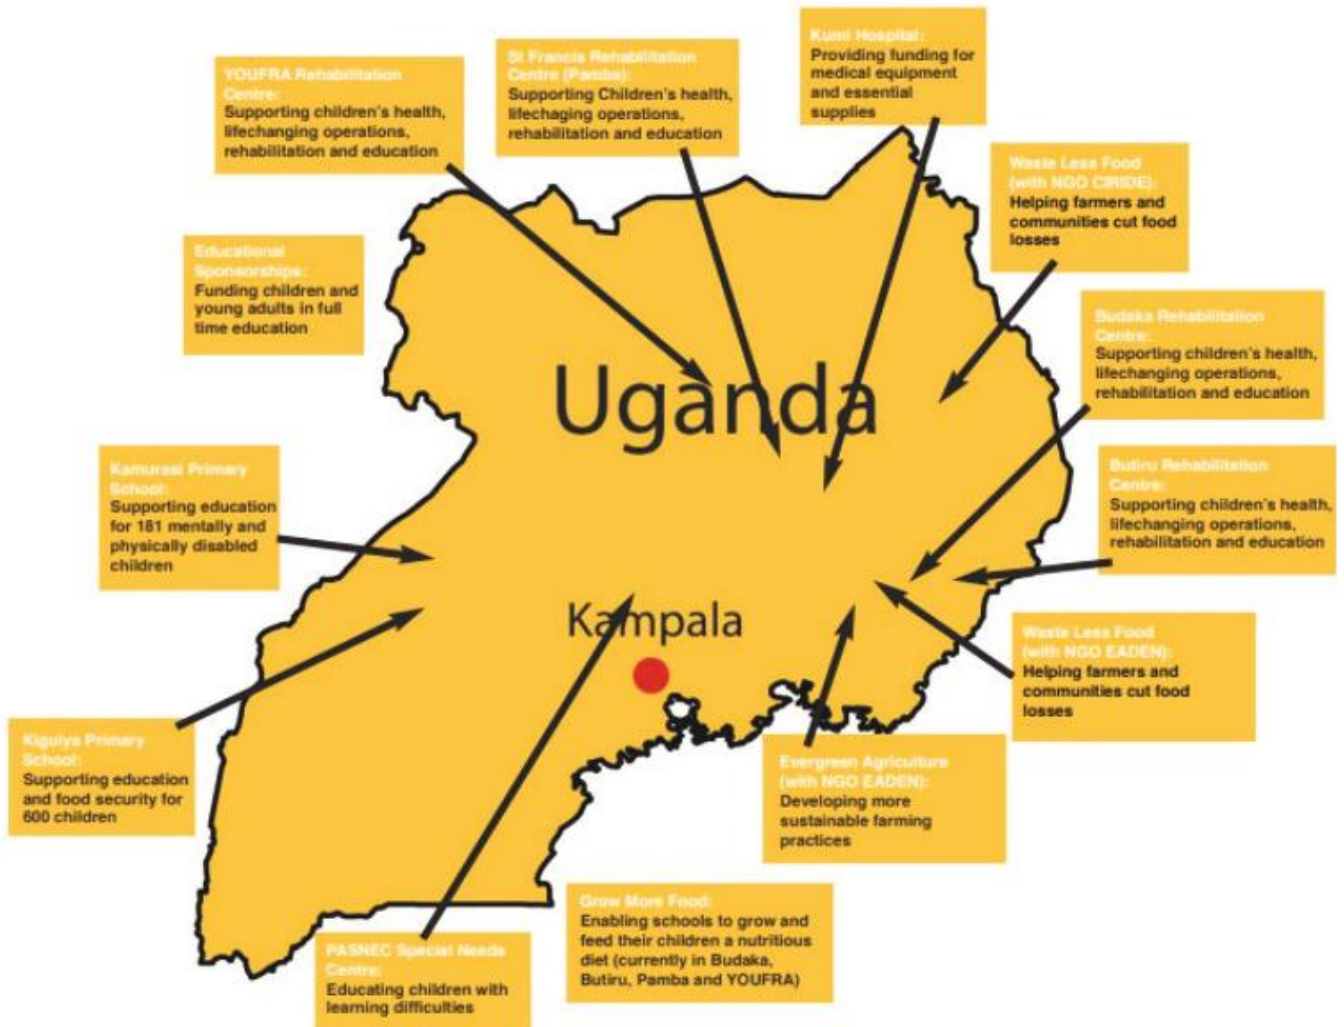 Kumi Hospital:
Providing funding for
medical equipment
and essential
supplies
St Francis Rehabilitation
Centre (Pamba):
Supporting Children's health,
lifechaging operations,
rehabilitation and education
YOUFRA Rehabilitation
Centre:
Supporting children's health,
lifechanging operations,
rehabilitation and education
Waste Less Food
(with NGO CIRIDE):
Helping farmers and
communities cut food
losses
Educational
Sponsorships:
Funding children and
young adults in full
time education
Budaka Rehabilitation
Centre:
Supporting children's health,
lifechanging operations,
rehabilitation and education
Uganda
Kamurasi Primary
School:
Supporting education
for 181 mentally and
physically disabled
children
Butiru Rehabilitation
Centre:
Supporting children's health,
lifechanging operations,
rehabilitation and education
Kampala
Waste Less Food
(with NGO EADEN):
Helping farmers and
communities cut food
losses
Kiguiya Primary
School:
Supporting education
and food security for
600 children
Evergreen Agriculture
(with NGO EADEN):
Developing more
sustainable farming
practices
Grow More Food:
Enabling schools to grow and
feed their children a nutritious
diet (currently in Budaka,
Butiru, Pamba and YOUFRA)
PASNEC Special Needs
Centre:
Educating children with
learning difficulties